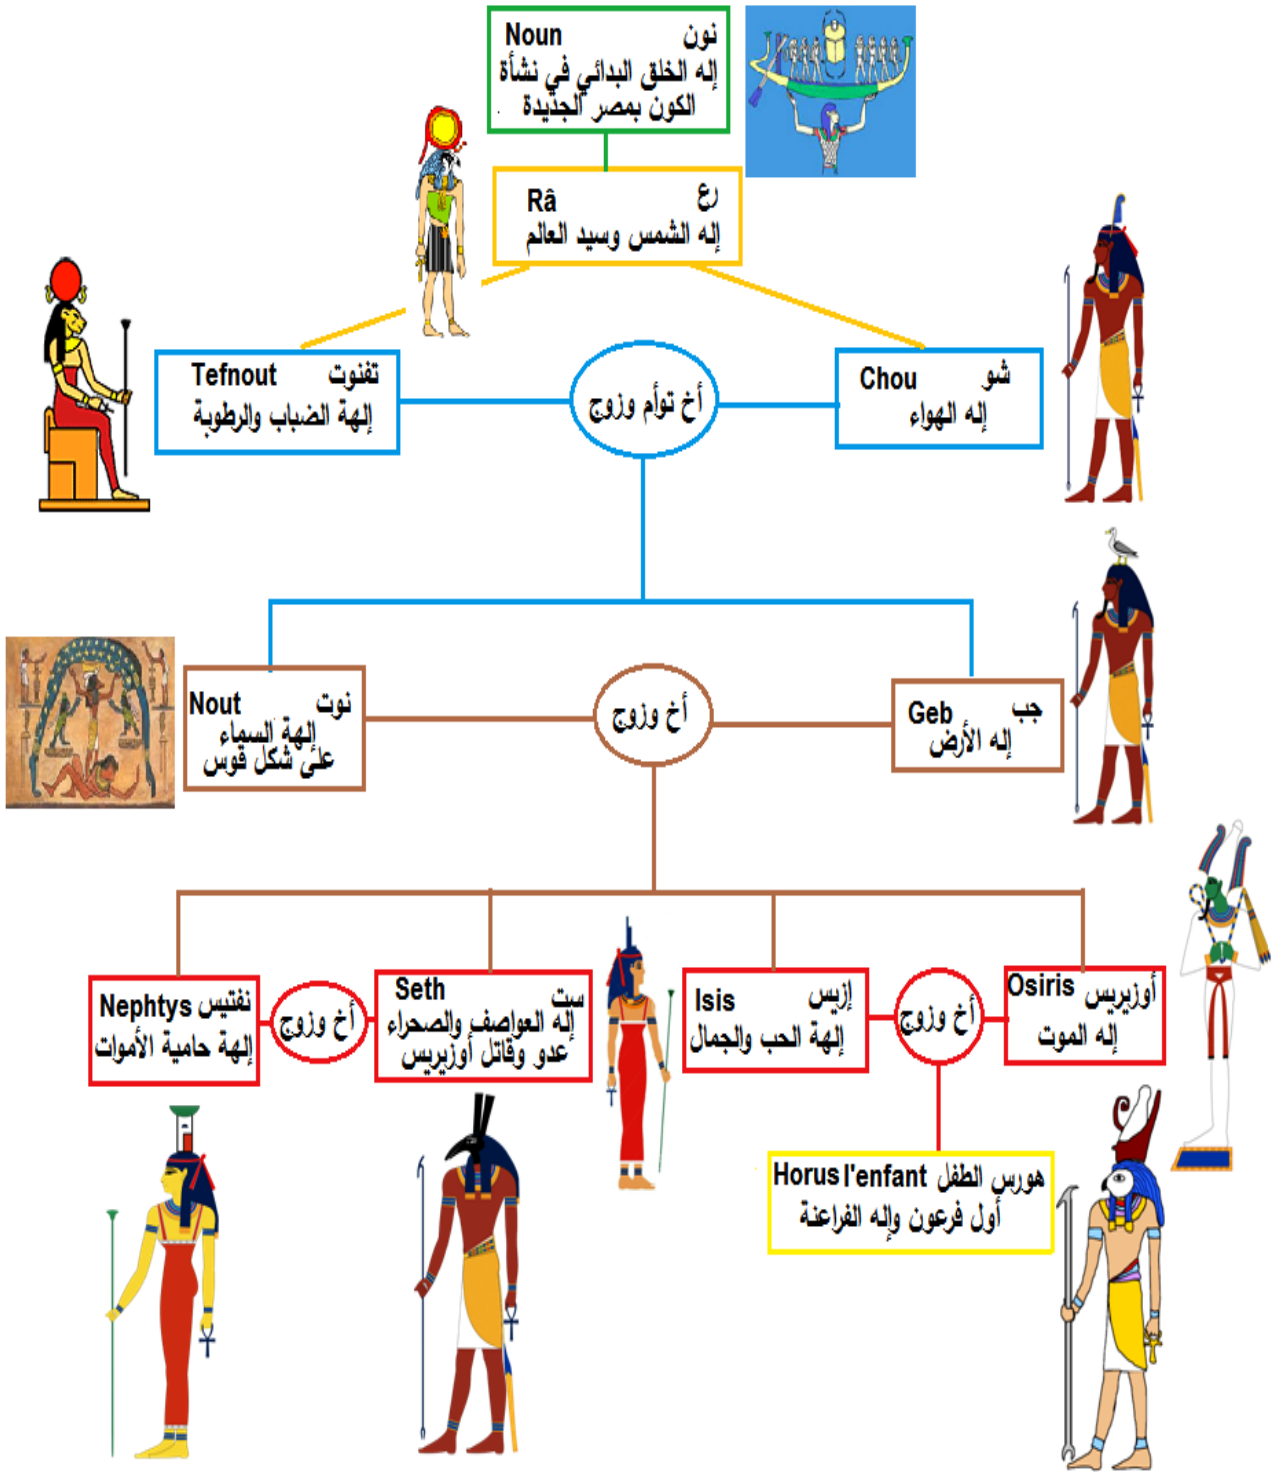 Noun نون
إله الخلق البدائي في نشأة
الكون بمصر الجديدة
Râ رع
إله الشمس وسيد العالم
Tefnout تفنوت
إلهة الضباب والرطوبة
أخ توأم وزوج
Chou شو
إله الهواء
Nout نوت
إلهة السماء
على شكل قوس
أخ وزوج
Geb جب
إله الأرض
Nephtys نفتيس
إلهة حامية الأموات
أخ وزوج
Seth ست
إله العواصف والصحراء
عدو وقاتل أوزيريس
Isis إزيس
إلهة الحب والجمال
أخ وزوج
Osiris أوزيريس
إله الموت
Horus l'enfant هورس الطفل
أول فرعون وإله الفراعنة